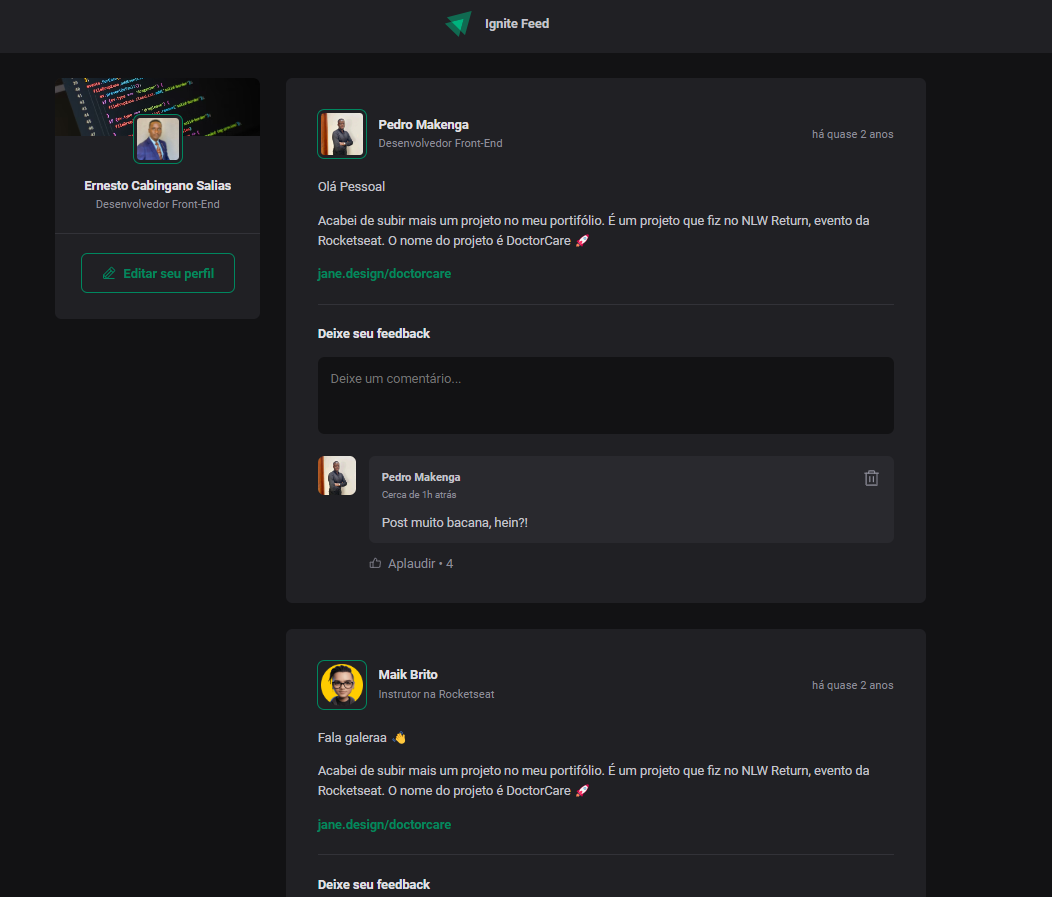 Ignite Feed
Ernesto Cabingano Salias
Desenvolvedor Front-End
Editar seu perfil
Pedro Makenga
Desenvolvedor Front-End
há quase 2 anos
Olá Pessoal
Acabei de subir mais um projeto no meu portifólio. É um projeto que fiz no NLW Return, evento da
Rocketseat. O nome do projeto é DoctorCare 🚀
jane.design/doctorcare
Deixe seu feedback
Deixe um comentário...
Pedro Makenga
Cerca de 1h atrás
Post muito bacana, hein?!
Aplaudir • 4
Maik Brito
Instrutor na Rocketseat
há quase 2 anos
Fala galeraa 👋
Acabei de subir mais um projeto no meu portifólio. É um projeto que fiz no NLW Return, evento da
Rocketseat. O nome do projeto é DoctorCare 🚀
jane.design/doctorcare
Deixe seu feedback